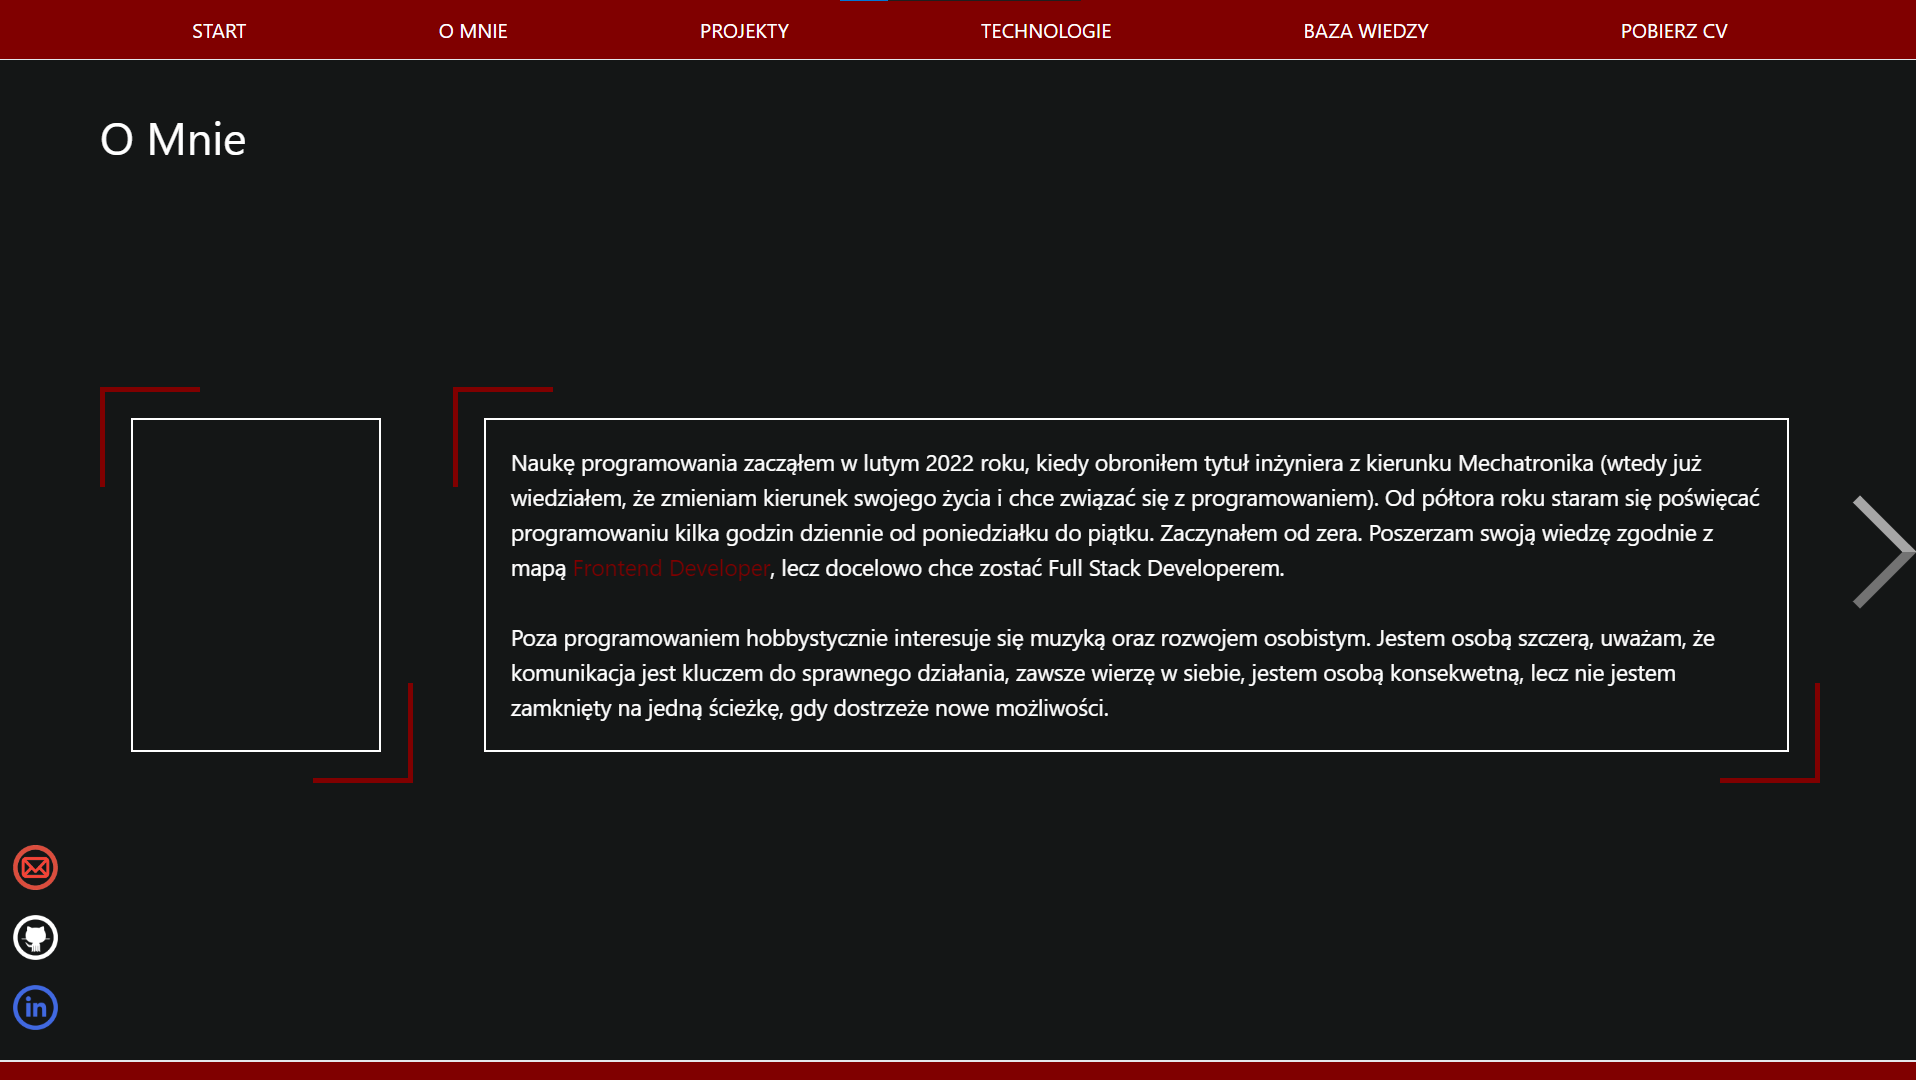 START
O MNIE
PROJEKTY
TECHNOLOGIE
BAZA WIEDZY
POBIERZ CV
O Mnie
Naukę programowania zacząłem w lutym 2022 roku, kiedy obroniłem tytuł inżyniera z kierunku Mechatronika (wtedy już
wiedziałem, że zmieniam kierunek swojego życia i chce związać się z programowaniem). Od półtora roku staram się poświęcać
programowaniu kilka godzin dziennie od poniedziałku do piątku. Zaczynałem od zera. Poszerzam swoją wiedzę zgodnie z
mapą Frontend Developer, lecz docelowo chce zostać Full Stack Developerem.
Poza programowaniem hobbystycznie interesuje się muzyką oraz rozwojem osobistym. Jestem osobą szczerą, uważam, że
komunikacja jest kluczem do sprawnego działania, zawsze wierzę w siebie, jestem osobą konsekwetną, lecz nie jestem
zamknięty na jedną ścieżkę, gdy dostrzeże nowe możliwości.
in